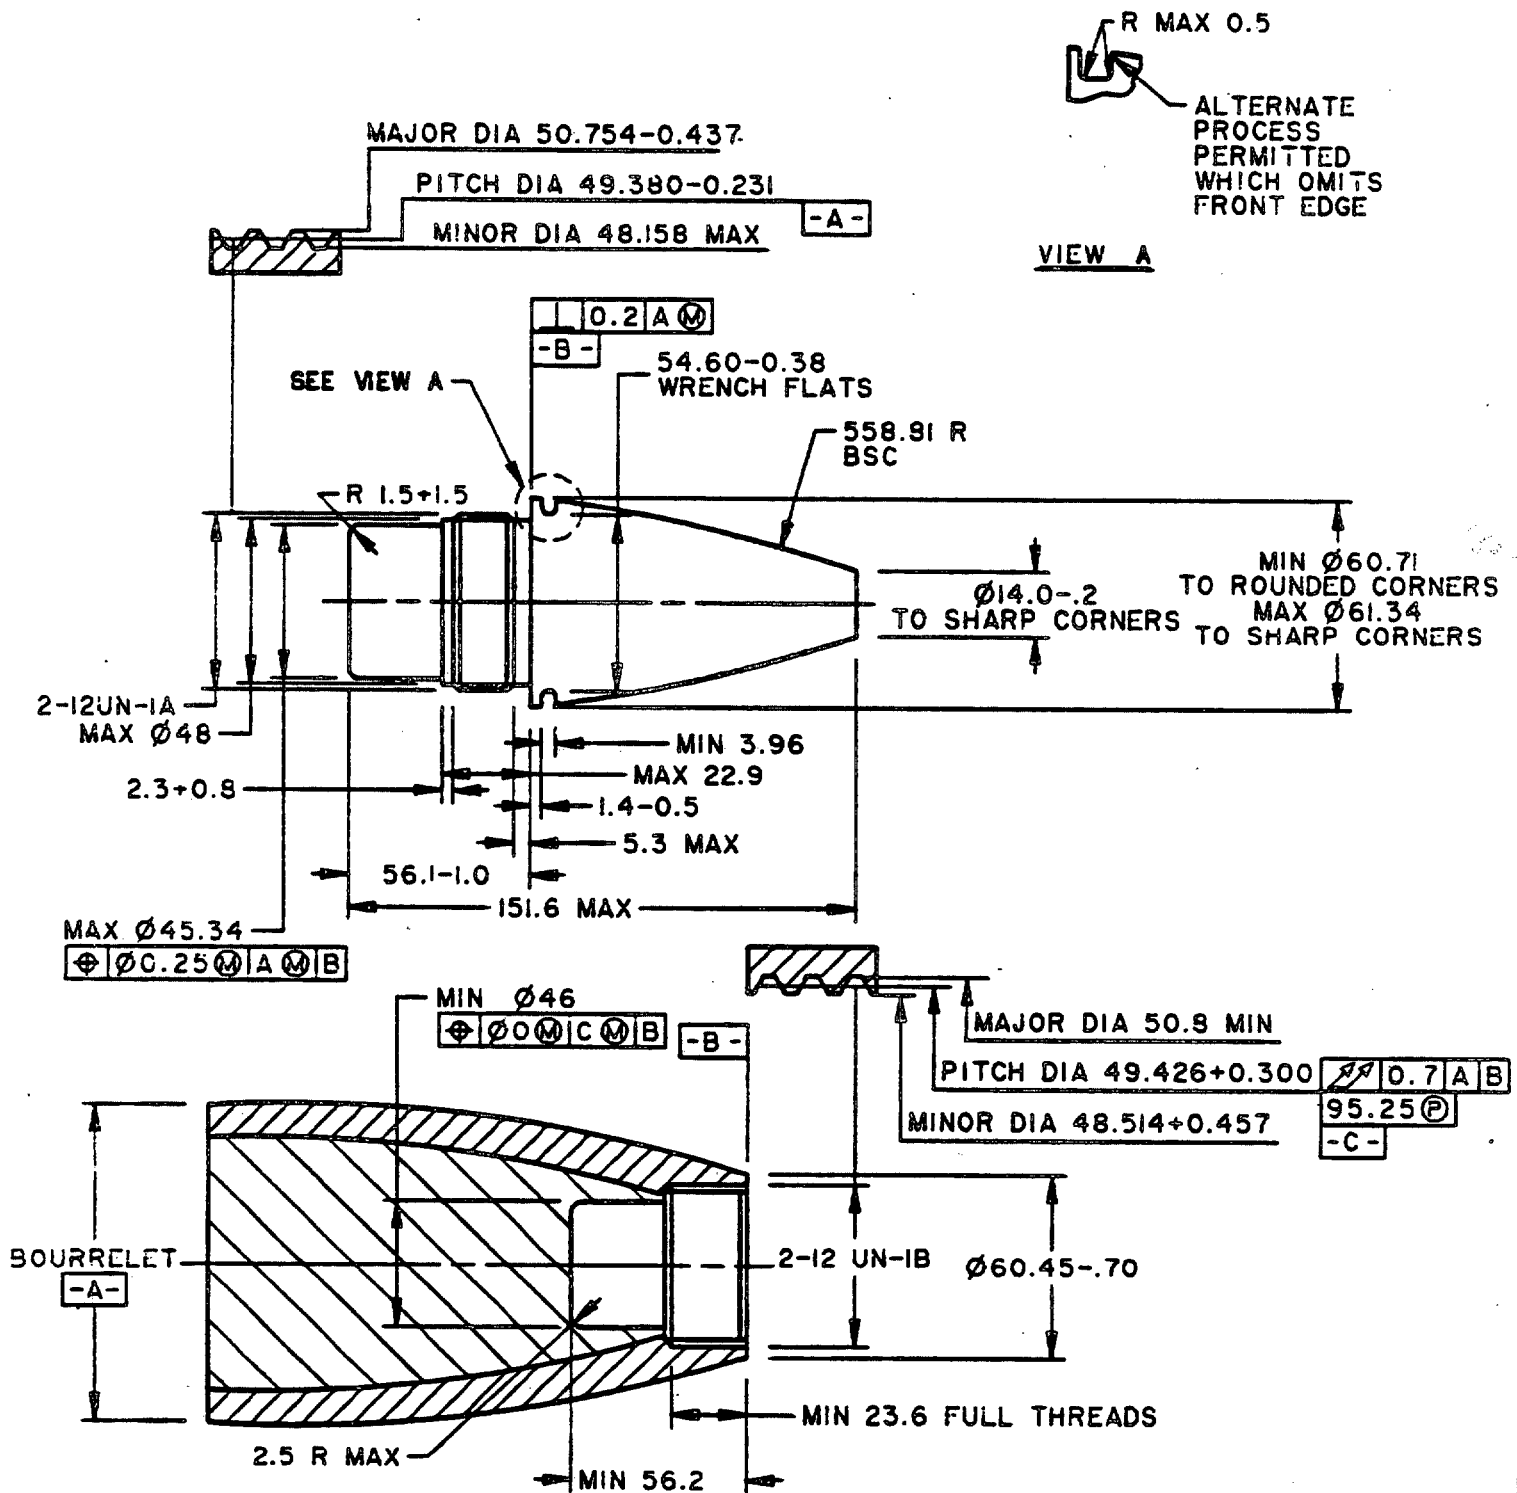 R MAX 0.5
ALTERNATE
PROCESS
PERMITTED
WHICH OMITS
FRONT EDGE
VIEW A
MAJOR DIA 50.754-0.437
PITCH DIA 49.380-0.231
-A-
MINOR DIA 48.158 MAX
⊥ 0.2 A Ⓜ
-B-
SEE VIEW A
54.60-0.38
WRENCH FLATS
558.81 R
BSC
R 1.5+1.5
MIN Ø60.71
TO ROUNDED CORNERS
MAX Ø61.34
TO SHARP CORNERS
Ø14.0-.2
TO SHARP CORNERS
2-12UN-1A
MAX Ø48
2.3+0.8
MIN 3.96
MAX 22.9
1.4-0.5
5.3 MAX
56.1-1.0
151.6 MAX
MAX Ø45.34
⌖ Ø0.25 Ⓜ A Ⓜ B
MIN Ø46
⌖ Ø0 Ⓜ C Ⓜ B
-B-
MAJOR DIA 50.8 MIN
PITCH DIA 49.426+0.300 0.7 A B
95.25 Ⓟ
MINOR DIA 48.514+0.457
-C-
BOURRELET
-A-
2-12 UN-1B
Ø60.45-.70
MIN 23.6 FULL THREADS
2.5 R MAX
MIN 56.2